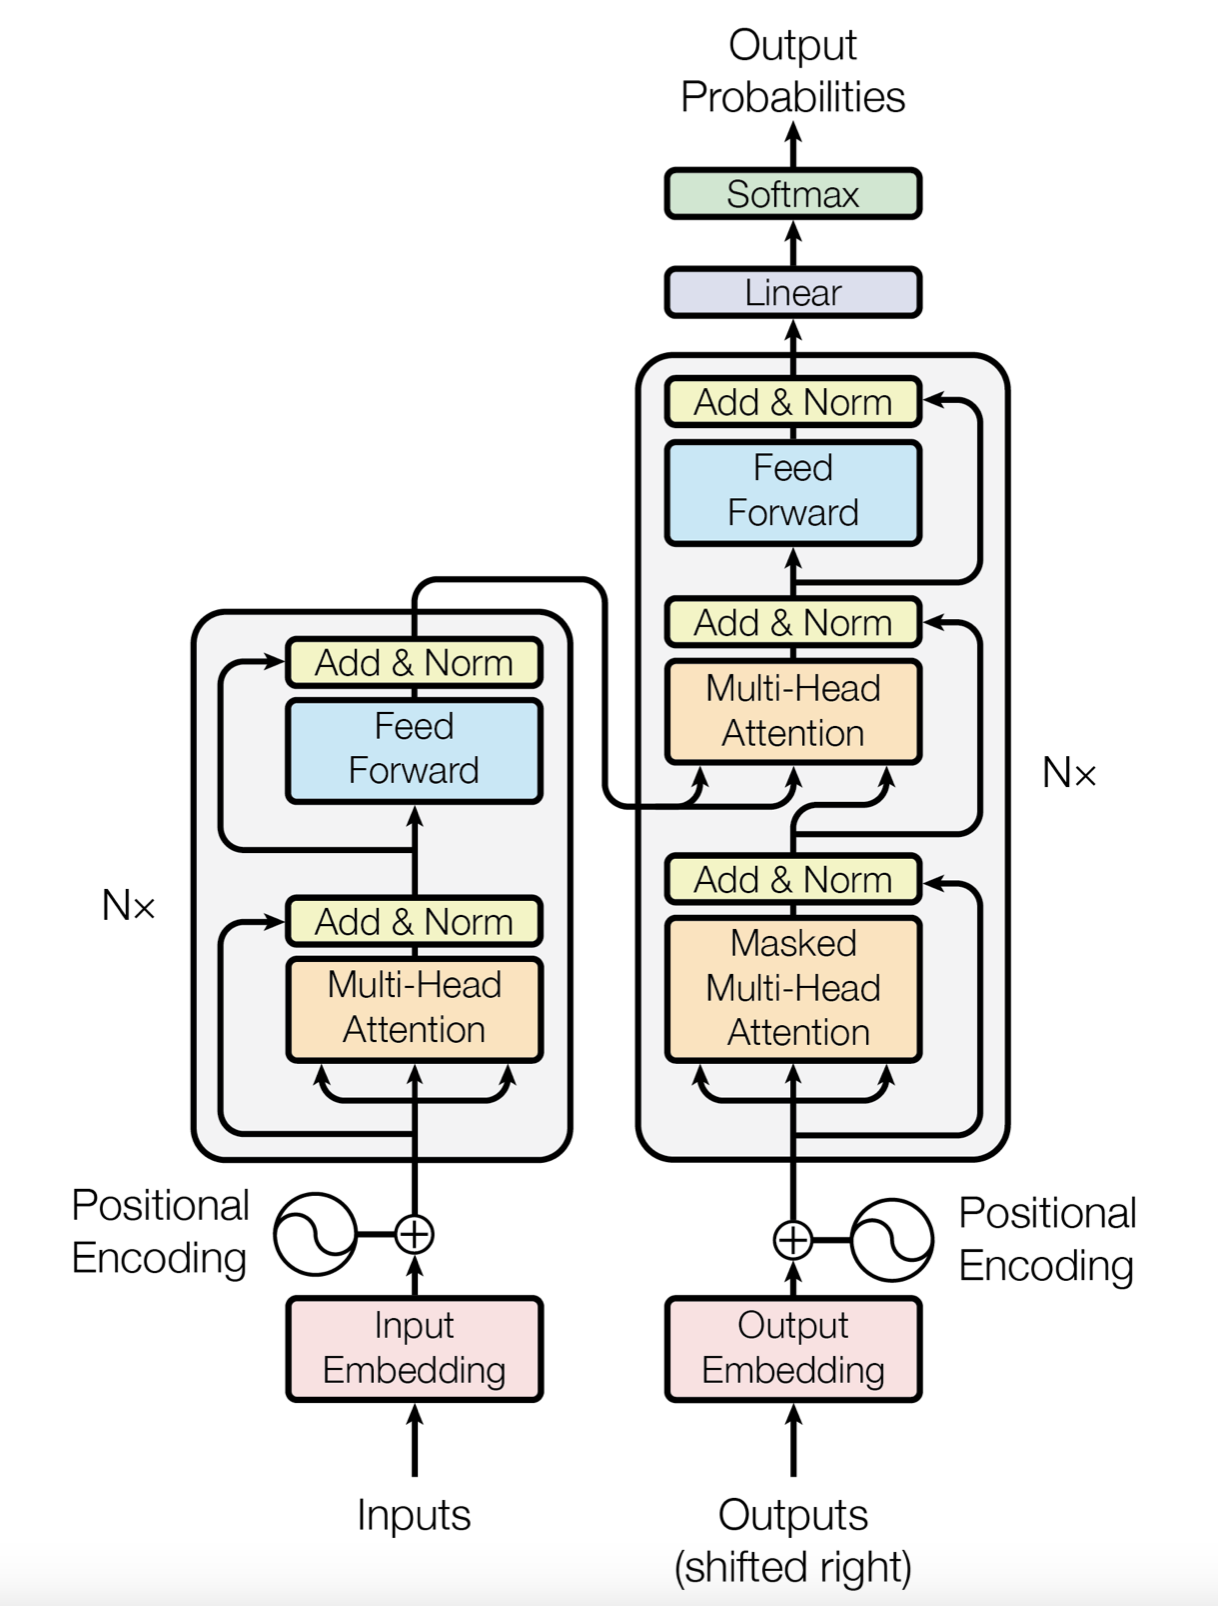 Output
Probabilities
Softmax
Linear
Add & Norm
Feed
Forward
Add & Norm
Multi-Head
Attention
Add & Norm
Masked
Multi-Head
Attention
N×
Add & Norm
Feed
Forward
Add & Norm
Multi-Head
Attention
N×
Positional
Encoding
Positional
Encoding
Input
Embedding
Output
Embedding
Inputs
Outputs
(shifted right)